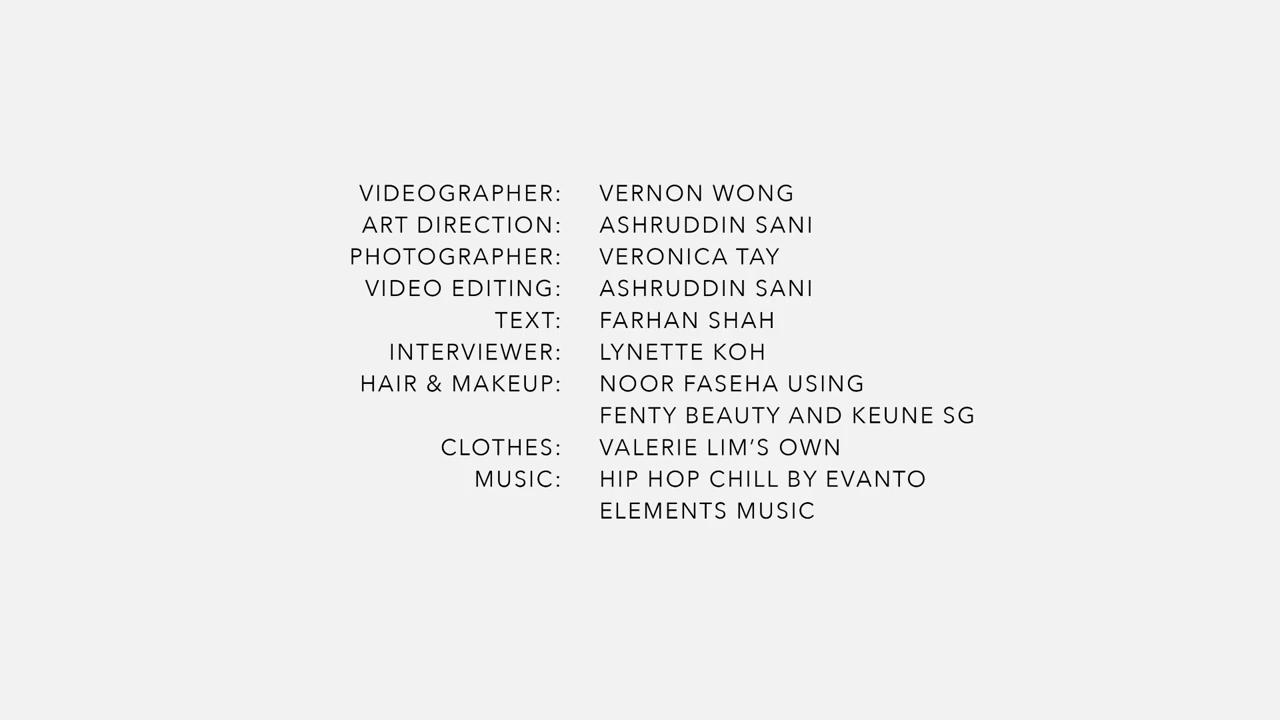 VIDEOGRAPHER: VERNON WONG
ART DIRECTION: ASHRUDDIN SANI
PHOTOGRAPHER: VERONICA TAY
VIDEO EDITING: ASHRUDDIN SANI
TEXT: FARHAN SHAH
INTERVIEWER: LYNETTE KOH
HAIR & MAKEUP: NOOR FASEHA USING
FENTY BEAUTY AND KEUNE SG
CLOTHES: VALERIE LIM’S OWN
MUSIC: HIP HOP CHILL BY EVANTO
ELEMENTS MUSIC